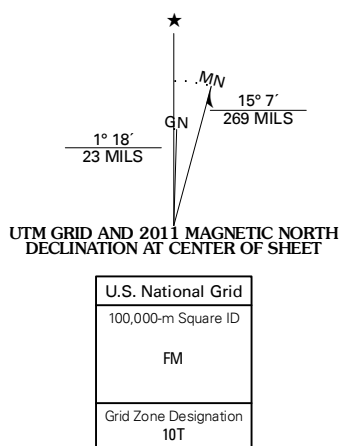 MN
GN
15° 7´
269 MILS
1° 18´
23 MILS
UTM GRID AND 2011 MAGNETIC NORTH
DECLINATION AT CENTER OF SHEET
U.S. National Grid
100,000-m Square ID
FM
Grid Zone Designation
10T